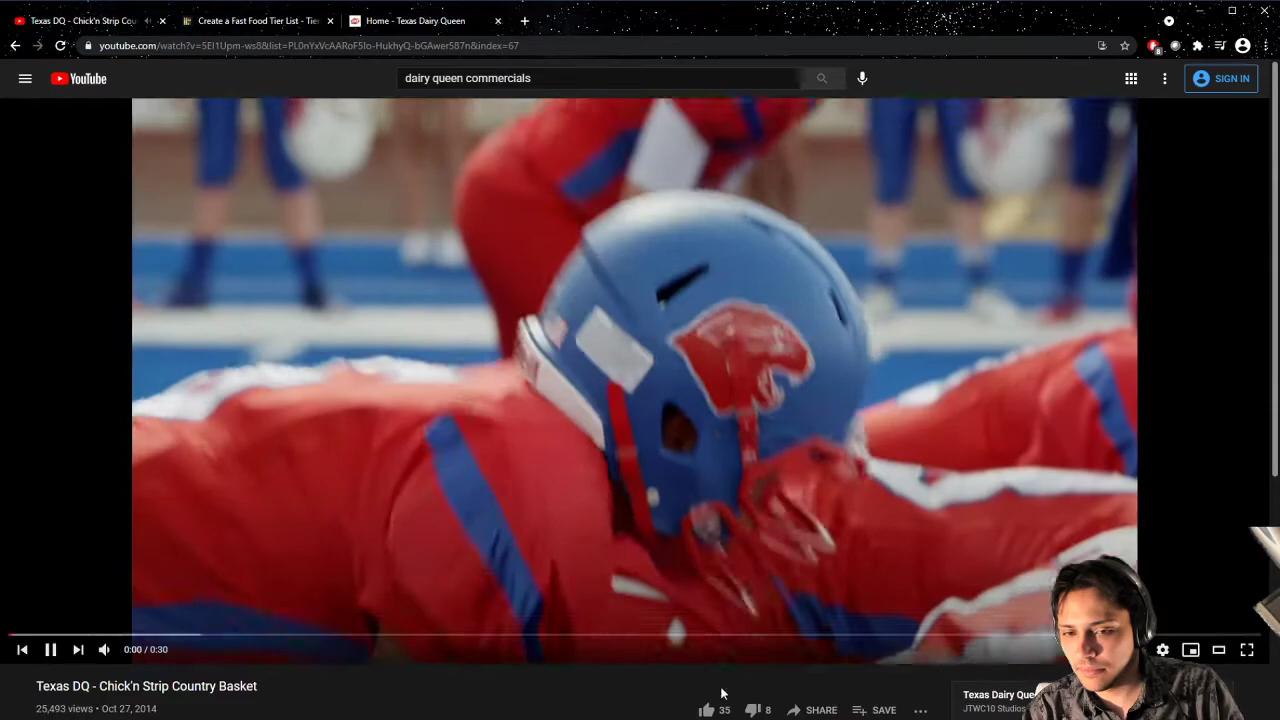 Texas DQ - Chick'n Strip Cou
Create a Fast Food Tier List - Tier
Home - Texas Dairy Queen
youtube.com/watch?v=5EI1Upm-ws8&list=PL0nYxVcAARoF5Io-HukhyQ-bGAwer587n&index=67
8
YouTube
dairy queen commercials
SIGN IN
0:00 / 0:30
Texas DQ - Chick'n Strip Country Basket
25,493 views • Oct 27, 2014
35
8
SHARE
SAVE
Texas Dairy Que
JTWC10 Studios